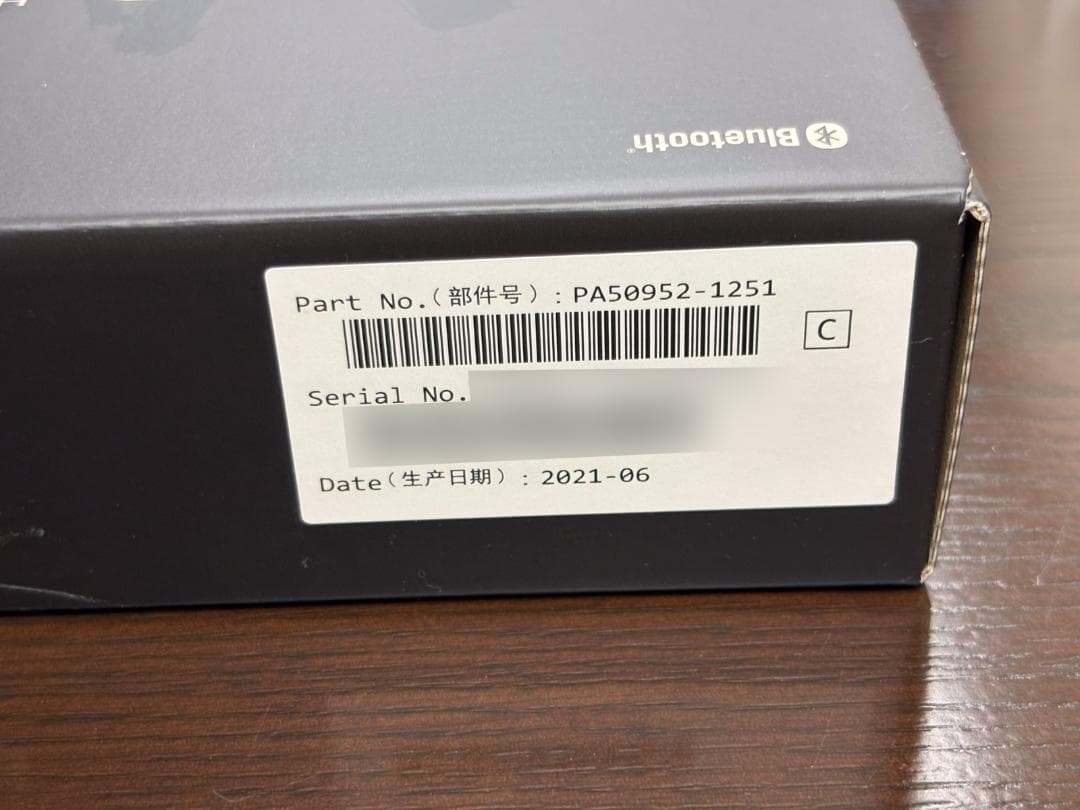 Bluetooth®
Part No.(部件号) : PA50952-1251
C
Serial No.
Date(生产日期) : 2021-06